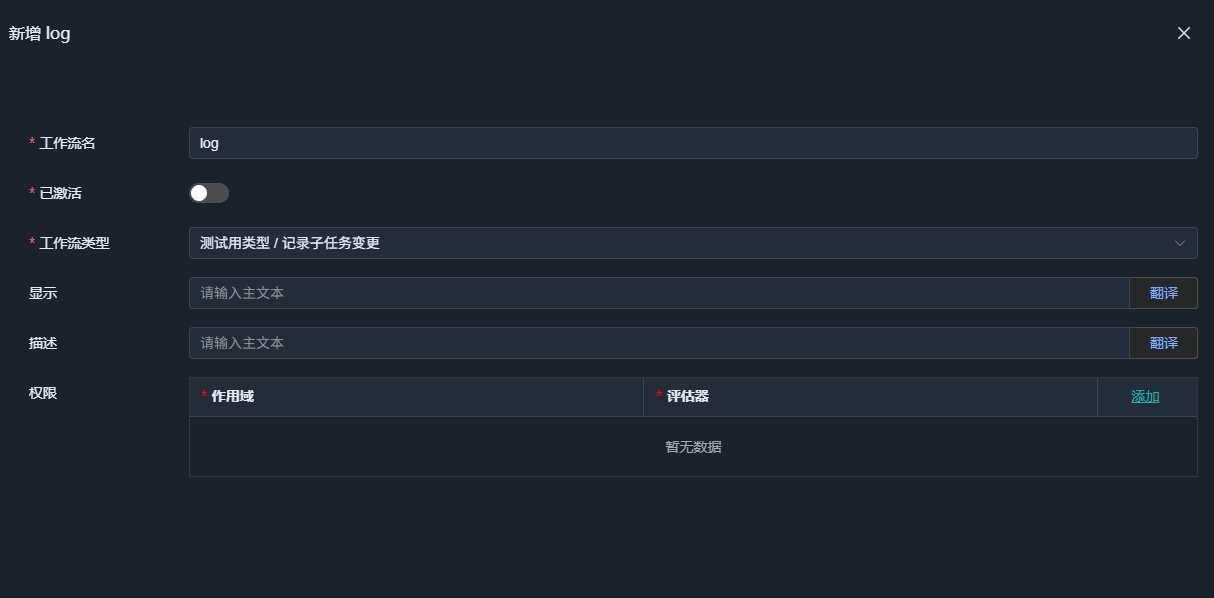 新增 log
* 工作流名 log
* 已激活
* 工作流类型 测试用类型 / 记录子任务变更
显示 请输入主文本 翻译
描述 请输入主文本 翻译
权限 * 作用域 * 评估器 添加
暂无数据